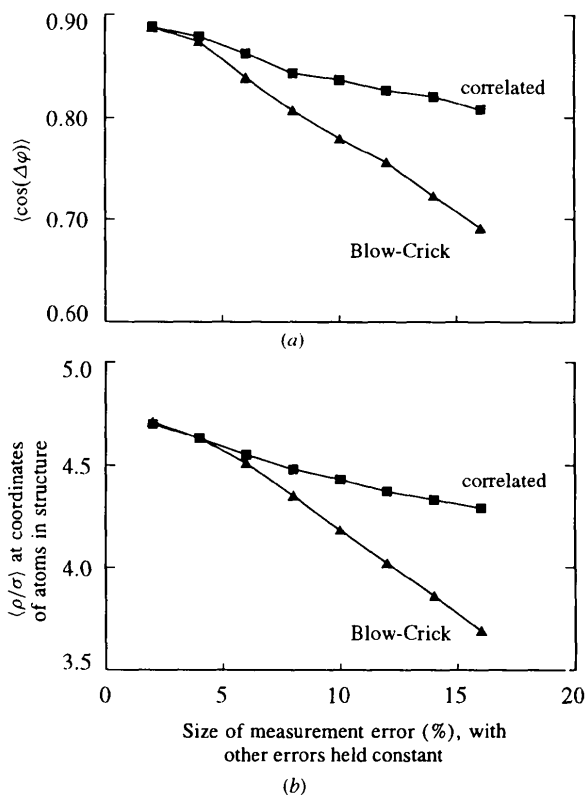 0.90
0.80
0.70
0.60
⟨cos(Δφ)⟩
correlated
Blow-Crick
(a)
5.0
4.5
4.0
3.5
⟨ρ/σ⟩ at coordinates
of atoms in structure
correlated
Blow-Crick
0 5 10 15 20
Size of measurement error (%), with
other errors held constant
(b)